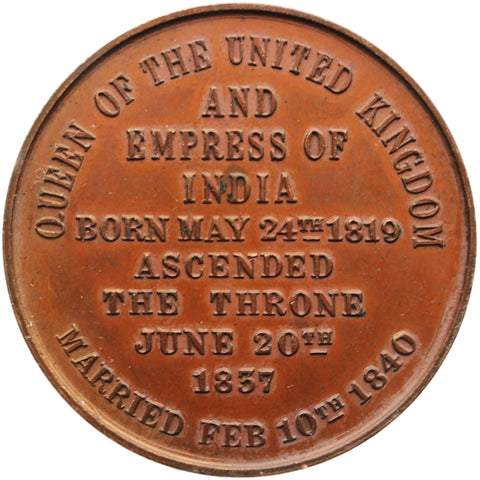 QUEEN OF THE UNITED KINGDOM
AND
EMPRESS OF
INDIA
BORN MAY 24TH 1819
ASCENDED
THE THRONE
JUNE 20TH
1837
MARRIED FEB 10TH 1840